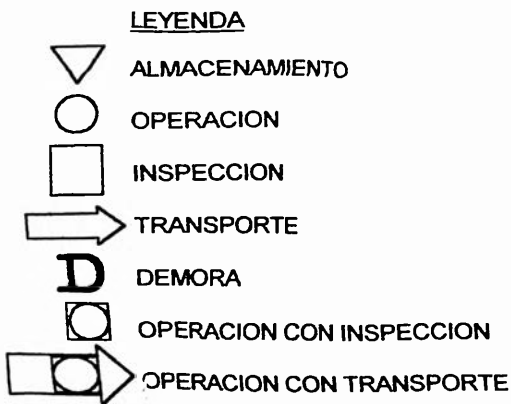 LEYENDA
ALMACENAMIENTO
OPERACION
INSPECCION
TRANSPORTE
D DEMORA
OPERACION CON INSPECCION
OPERACION CON TRANSPORTE